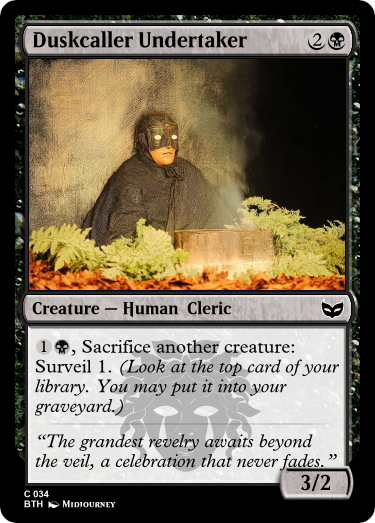 Duskcaller Undertaker 2
Creature — Human Cleric
1 , Sacrifice another creature:
Surveil 1. (Look at the top card of your
library. You may put it into your
graveyard.)
“The grandest revelry awaits beyond
the veil, a celebration that never fades.”
3/2
C 034
BTH Midjourney